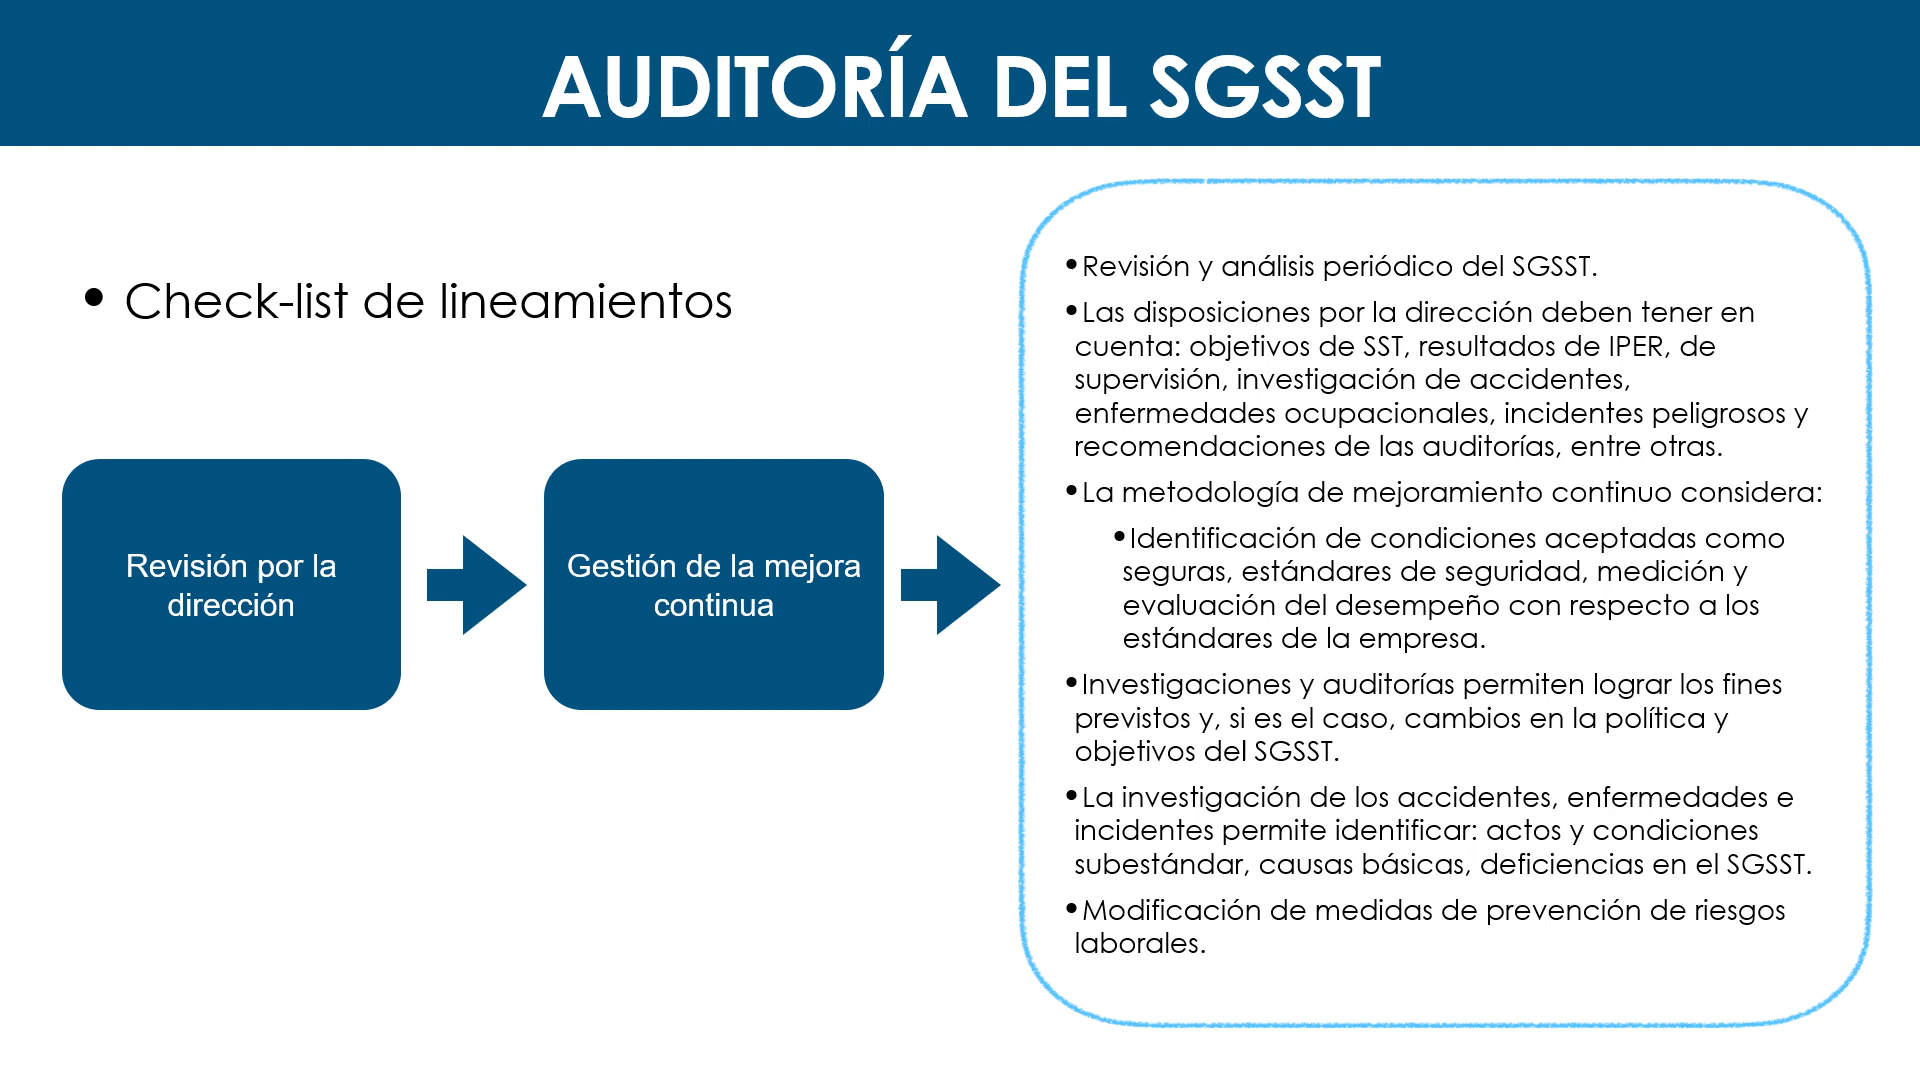 AUDITORÍA DEL SGSST
• Check-list de lineamientos
Revisión por la
dirección
Gestión de la mejora
continua
•Revisión y análisis periódico del SGSST.
•Las disposiciones por la dirección deben tener en
cuenta: objetivos de SST, resultados de IPER, de
supervisión, investigación de accidentes,
enfermedades ocupacionales, incidentes peligrosos y
recomendaciones de las auditorías, entre otras.
•La metodología de mejoramiento continuo considera:
•Identificación de condiciones aceptadas como
seguras, estándares de seguridad, medición y
evaluación del desempeño con respecto a los
estándares de la empresa.
•Investigaciones y auditorías permiten lograr los fines
previstos y, si es el caso, cambios en la política y
objetivos del SGSST.
•La investigación de los accidentes, enfermedades e
incidentes permite identificar: actos y condiciones
subestándar, causas básicas, deficiencias en el SGSST.
•Modificación de medidas de prevención de riesgos
laborales.